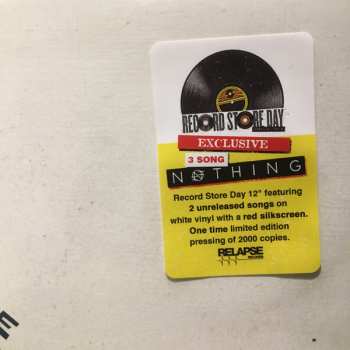 RECORD STORE DAY
EXCLUSIVE
3 SONG
NOTHING
Record Store Day 12" featuring
2 unreleased songs on
white vinyl with a red silkscreen.
One time limited edition
pressing of 2000 copies.
RELAPSE
RECORDS
E